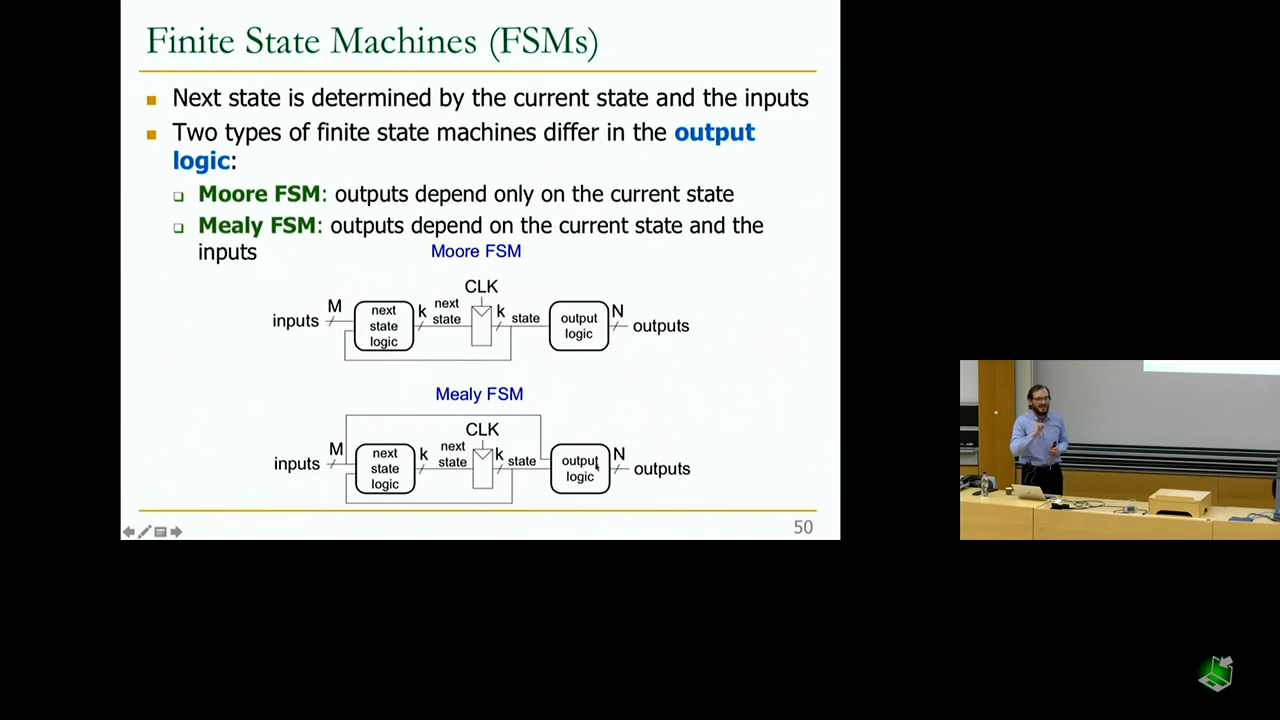 Finite State Machines (FSMs)
Next state is determined by the current state and the inputs
Two types of finite state machines differ in the output
logic:
Moore FSM: outputs depend only on the current state
Mealy FSM: outputs depend on the current state and the
inputs
Moore FSM
CLK
M
next
k
next
k
N
inputs
state
state
state
output
outputs
logic
logic
Mealy FSM
CLK
M
next
k
next
k
N
inputs
state
state
state
output
outputs
logic
logic
50